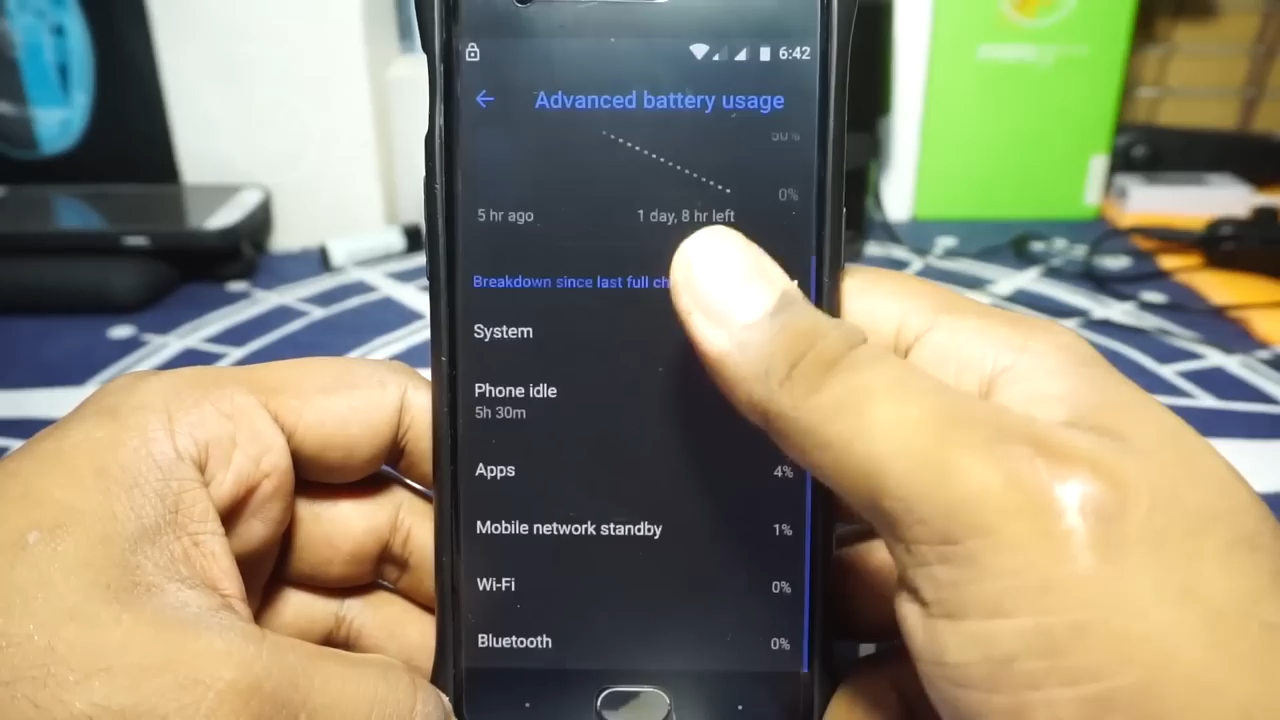 6:42
Advanced battery usage
50%
0%
5 hr ago 1 day, 8 hr left
Breakdown since last full
System
Phone idle
5h 30m
Apps 4%
Mobile network standby 1%
Wi-Fi 0%
Bluetooth 0%